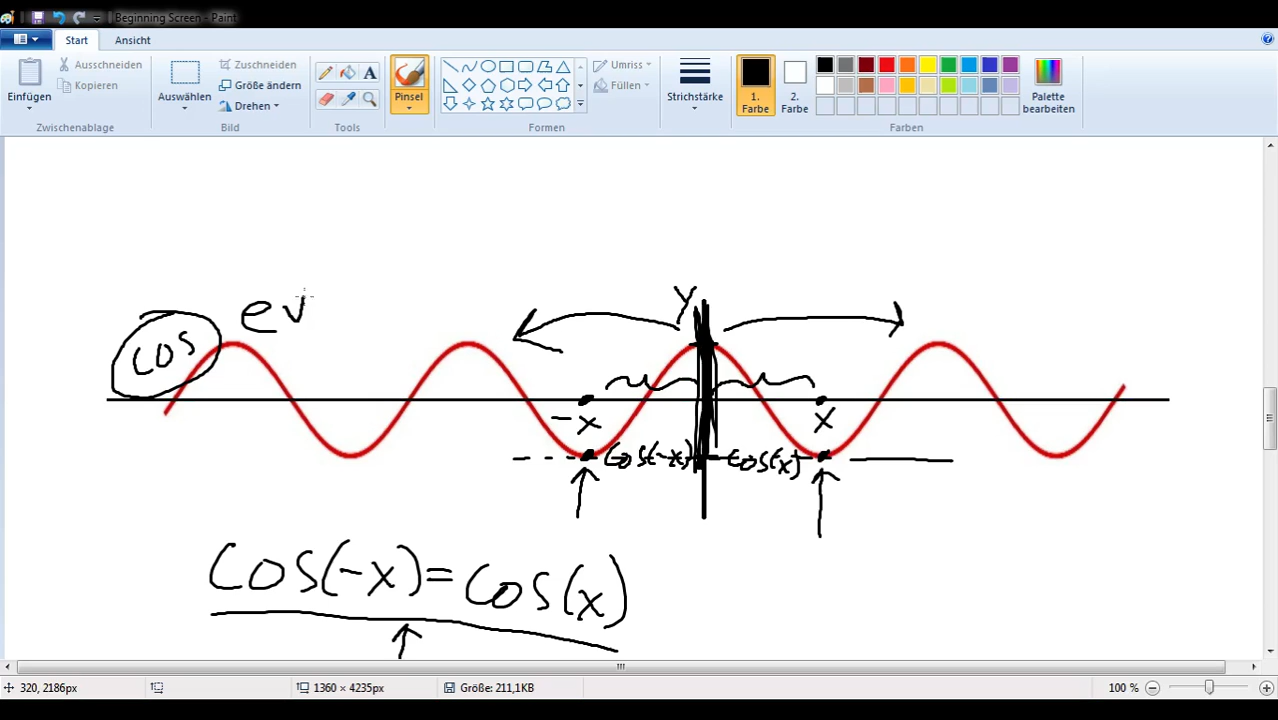 Beginning Screen - Paint
Start Ansicht
Einfügen
Ausschneiden
Kopieren
Zwischenablage
Auswählen
Zuschneiden
Größe ändern
Drehen
Bild
A
Tools
Pinsel
Umriss
Füllen
Formen
Strichstärke
1.
Farbe
2.
Farbe
Palette
bearbeiten
Farben
cos
ev
y
-x
x
cos(-x)
cos(x)
cos(-x)=cos(x)
320, 2186px
1360 × 4235px
Größe: 211,1KB
100 %